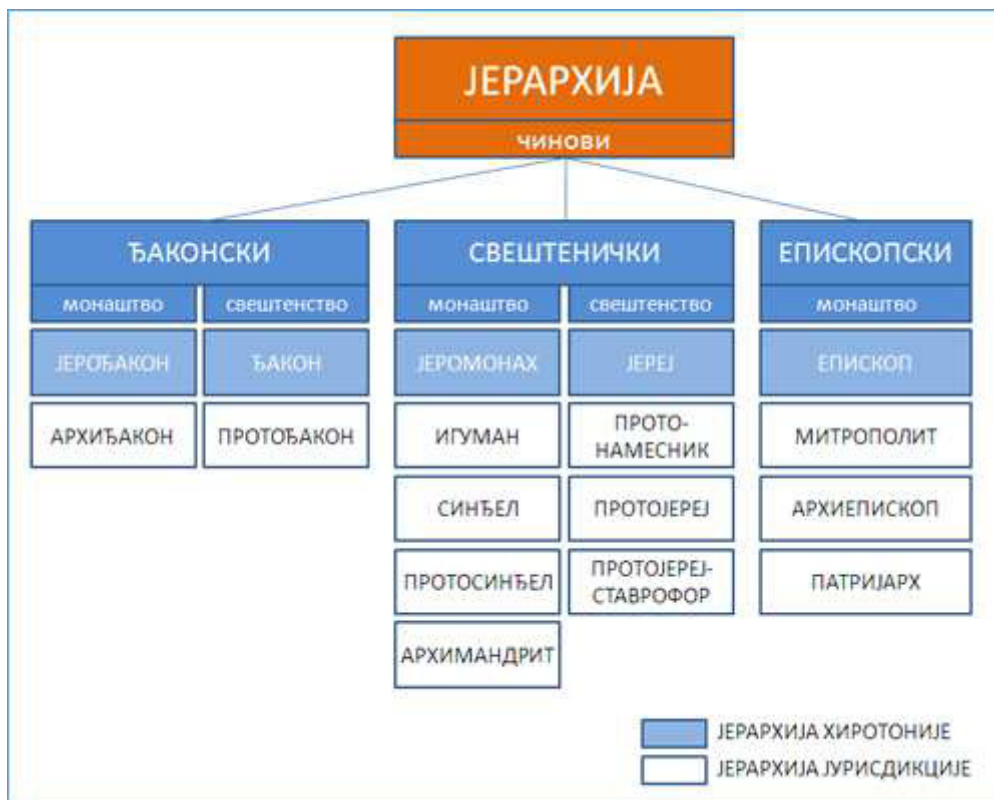 ЈЕРАРХИЈА
чинови
ЂАКОНСКИ
монаштво
свештенство
ЈЕРОЂАКОН
ЂАКОН
АРХИЂАКОН
ПРОТОЂАКОН
СВЕШТЕНИЧКИ
монаштво
свештенство
ЈЕРОМОНАХ
ЈЕРЕЈ
ИГУМАН
ПРОТО-
НАМЕСНИК
СИНЂЕЛ
ПРОТОЈЕРЕЈ
ПРОТОСИНЂЕЛ
ПРОТОЈЕРЕЈ-
СТАВРОФОР
АРХИМАНДРИТ
ЕПИСКОПСКИ
монаштво
ЕПИСКОП
МИТРОПОЛИТ
АРХИЕПИСКОП
ПАТРИЈАРХ
ЈЕРАРХИЈА ХИРОТОНИЈЕ
ЈЕРАРХИЈА ЈУРИСДИКЦИЈЕ